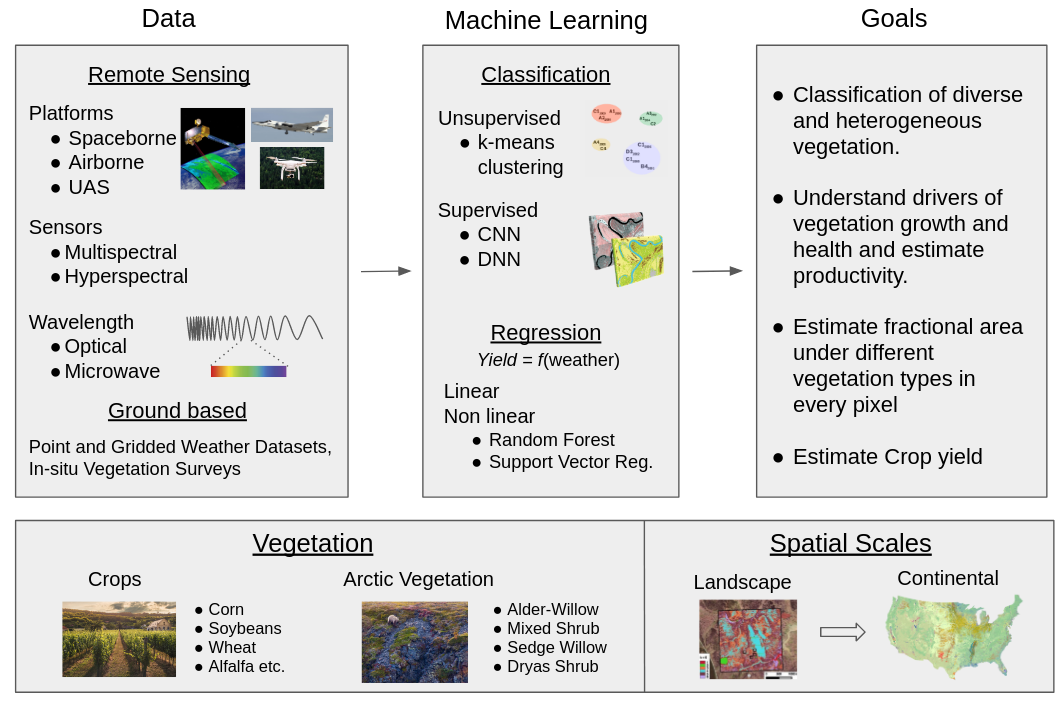 Data
Remote Sensing
Platforms
● Spaceborne
● Airborne
● UAS
Sensors
● Multispectral
● Hyperspectral
Wavelength
● Optical
● Microwave
Ground based
Point and Gridded Weather Datasets,
In-situ Vegetation Surveys
Machine Learning
Classification
Unsupervised
● k-means
clustering
Supervised
● CNN
● DNN
Regression
Yield = f(weather)
Linear
Non linear
● Random Forest
● Support Vector Reg.
Goals
● Classification of diverse
and heterogeneous
vegetation.
● Understand drivers of
vegetation growth and
health and estimate
productivity.
● Estimate fractional area
under different
vegetation types in
every pixel
● Estimate Crop yield
Vegetation
Crops
● Corn
● Soybeans
● Wheat
● Alfalfa etc.
Arctic Vegetation
● Alder-Willow
● Mixed Shrub
● Sedge Willow
● Dryas Shrub
Spatial Scales
Landscape
Continental